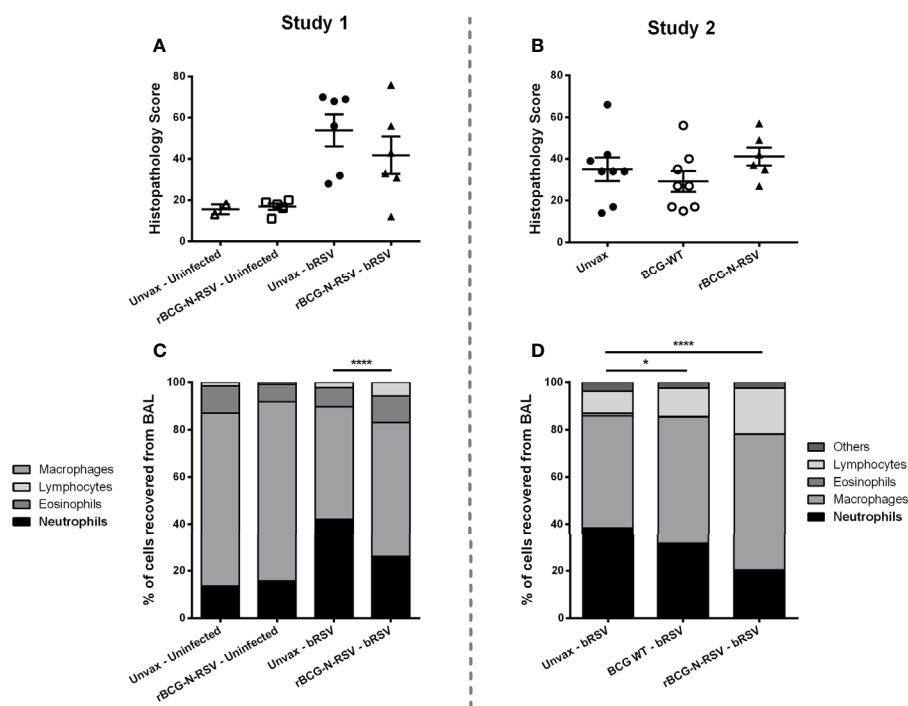 Study 1
Study 2
A
B
Histopathology Score
80
60
40
20
0
Unvax - Uninfected
rBCG-N-RSV - Uninfected
Unvax - bRSV
rBCG-N-RSV - bRSV
Histopathology Score
80
60
40
20
0
Unvax
BCG-WT
rBCG-N-RSV
C
D
****
****
*
% of cells recovered from BAL
100
80
60
40
20
0
Macrophages
Lymphocytes
Eosinophils
Neutrophils
Unvax - Uninfected
rBCG-N-RSV - Uninfected
Unvax - bRSV
rBCG-N-RSV - bRSV
% of cells recovered from BAL
100
80
60
40
20
0
Others
Lymphocytes
Eosinophils
Macrophages
Neutrophils
Unvax - bRSV
BCG WT - bRSV
rBCG-N-RSV - bRSV